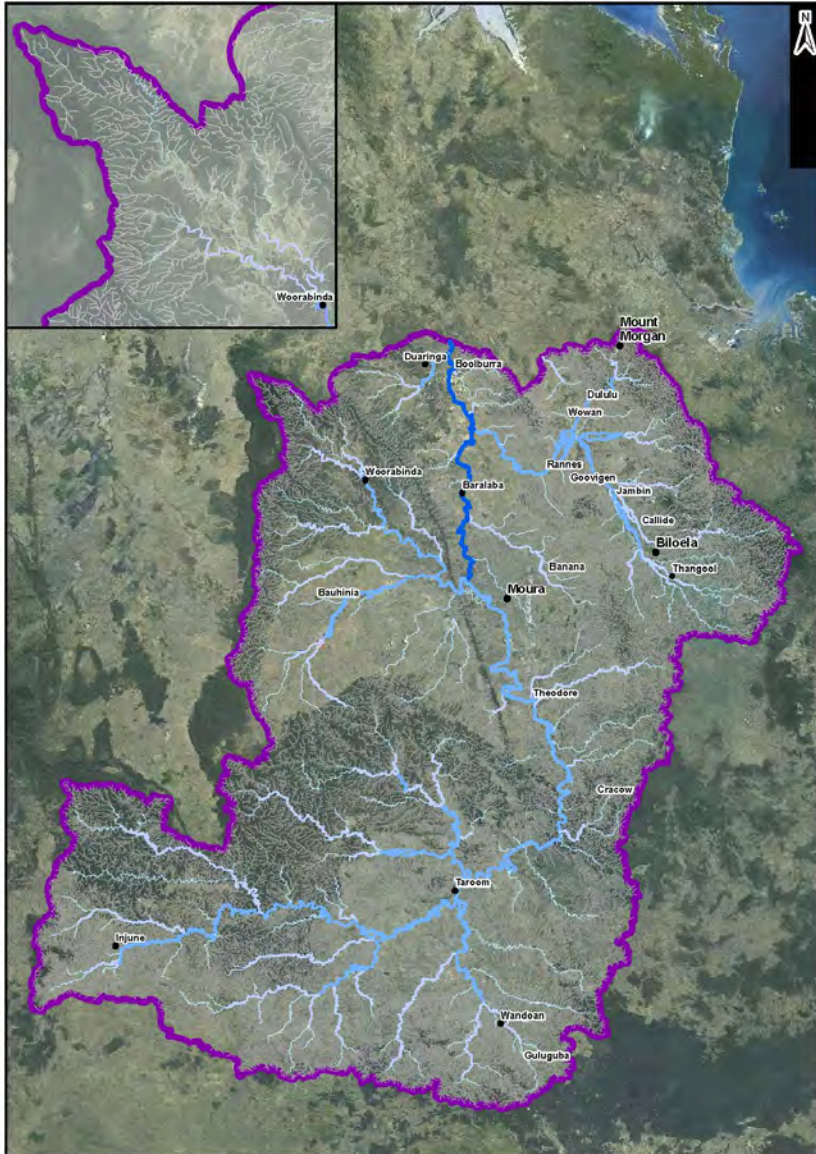 N
Woorabinda
Mount
Morgan
Duaringa
Boolburra
Dululu
Wowan
Woorabinda
Rannes
Baralaba
Goovigen
Jambin
Callide
Biloela
Thangool
Banana
Bauhinia
Moura
Theodore
Cracow
Taroom
Injune
Wandoan
Guluguba